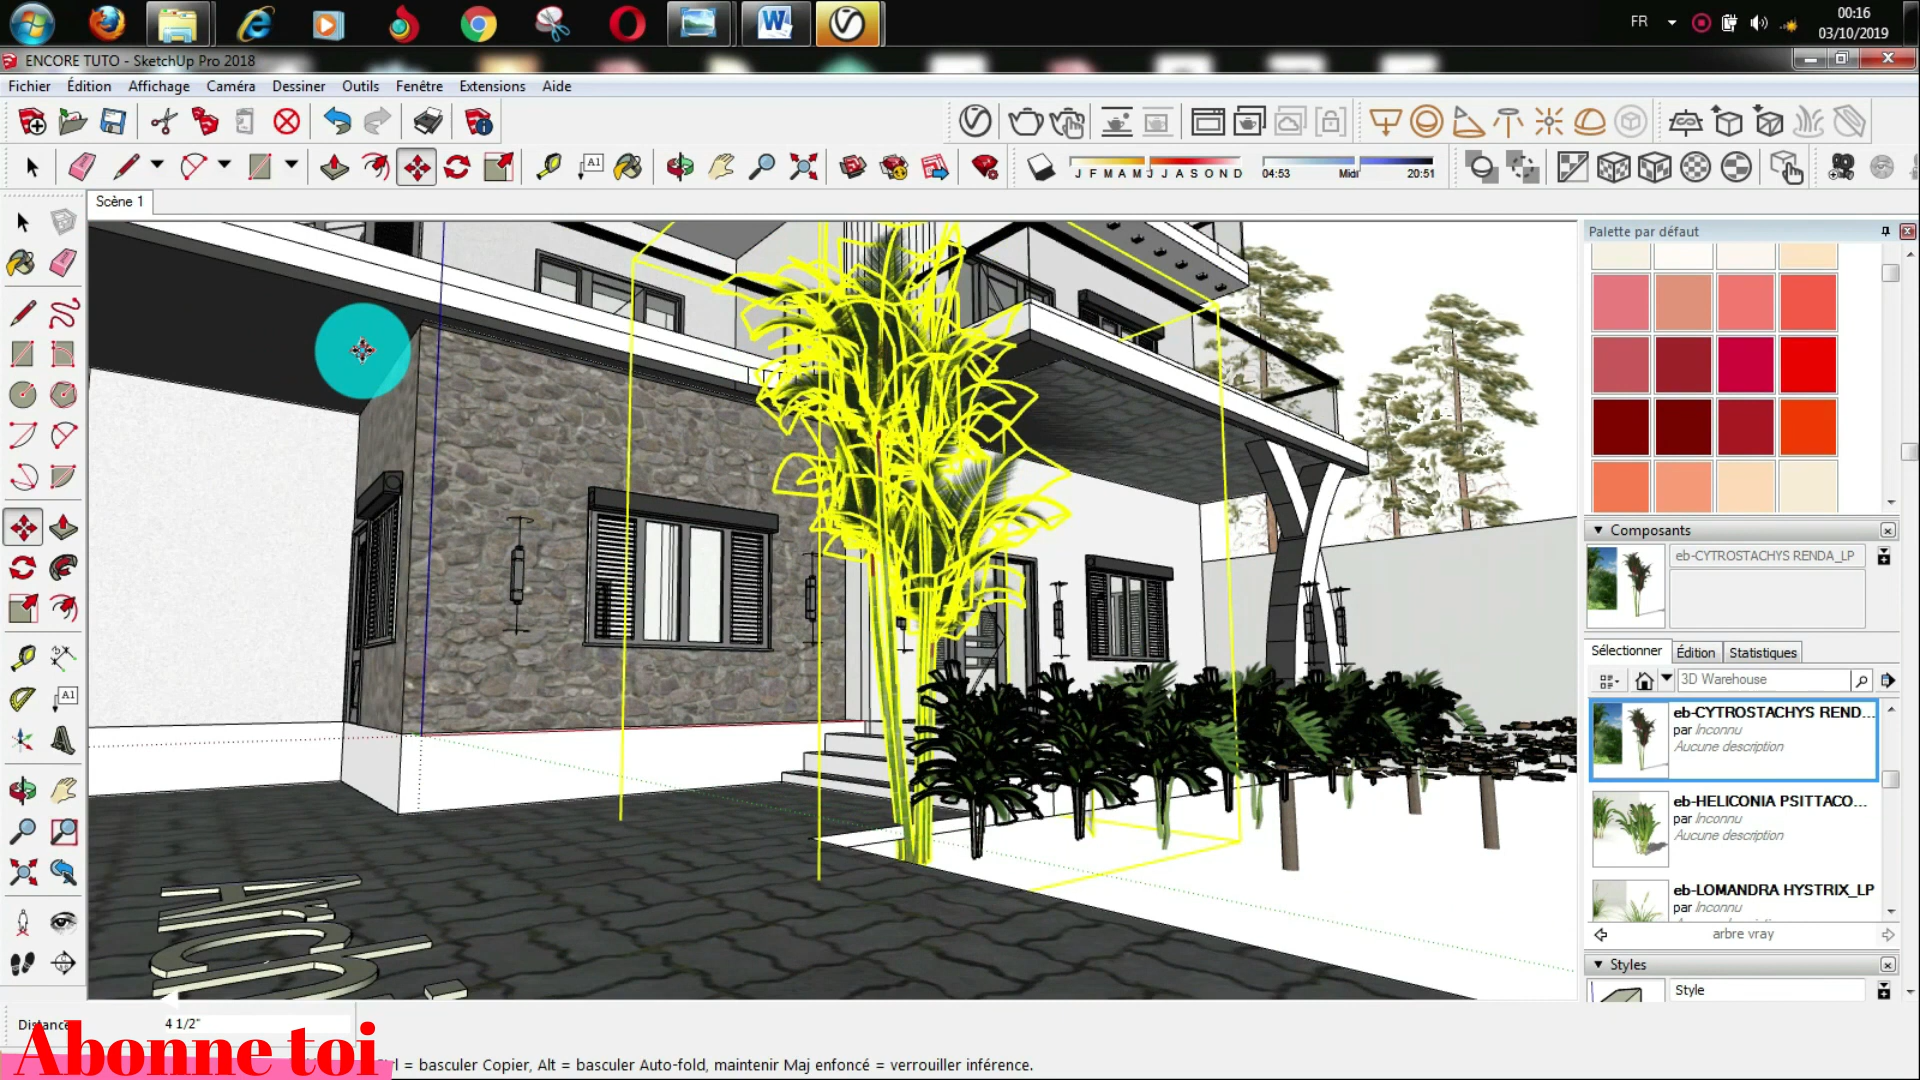 FR
00:16
03/10/2019
ENCORE TUTO - SketchUp Pro 2018
Fichier Édition Affichage Caméra Dessiner Outils Fenêtre Extensions Aide
A1
J F M A M J J A S O N D
04:53 Midi 20:51
Scène 1
Palette par défaut
Composants
eb-CYTROSTACHYS RENDA_LP
Sélectionner Édition Statistiques
3D Warehouse
eb-CYTROSTACHYS REND...
par Inconnu
Aucune description
eb-HELICONIA PSITTACO...
par Inconnu
Aucune description
eb-LOMANDRA HYSTRIX_LP
par Inconnu
arbre vray
Styles
Style
A1
Distance 4 1/2"
Abonne toi
= basculer Copier, Alt = basculer Auto-fold, maintenir Maj enfoncé = verrouiller inférence.